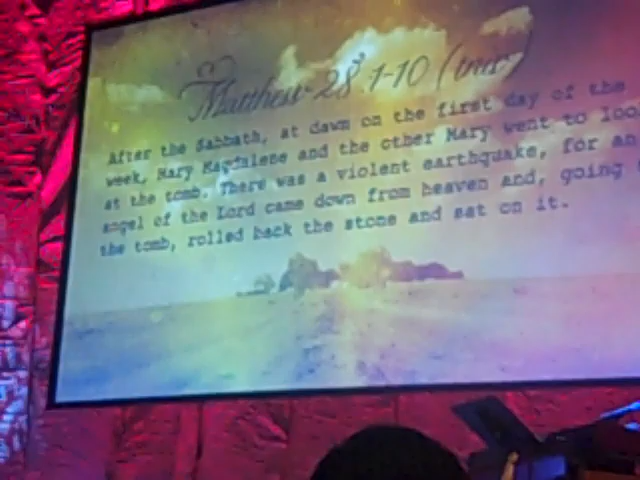 Matthew 28:1-10 (niv)
After the Sabbath, at dawn on the first day of the
week, Mary Magdalene and the other Mary went to loo
at the tomb. There was a violent earthquake, for an
angel of the Lord came down from heaven and, going
the tomb, rolled back the stone and sat on it.